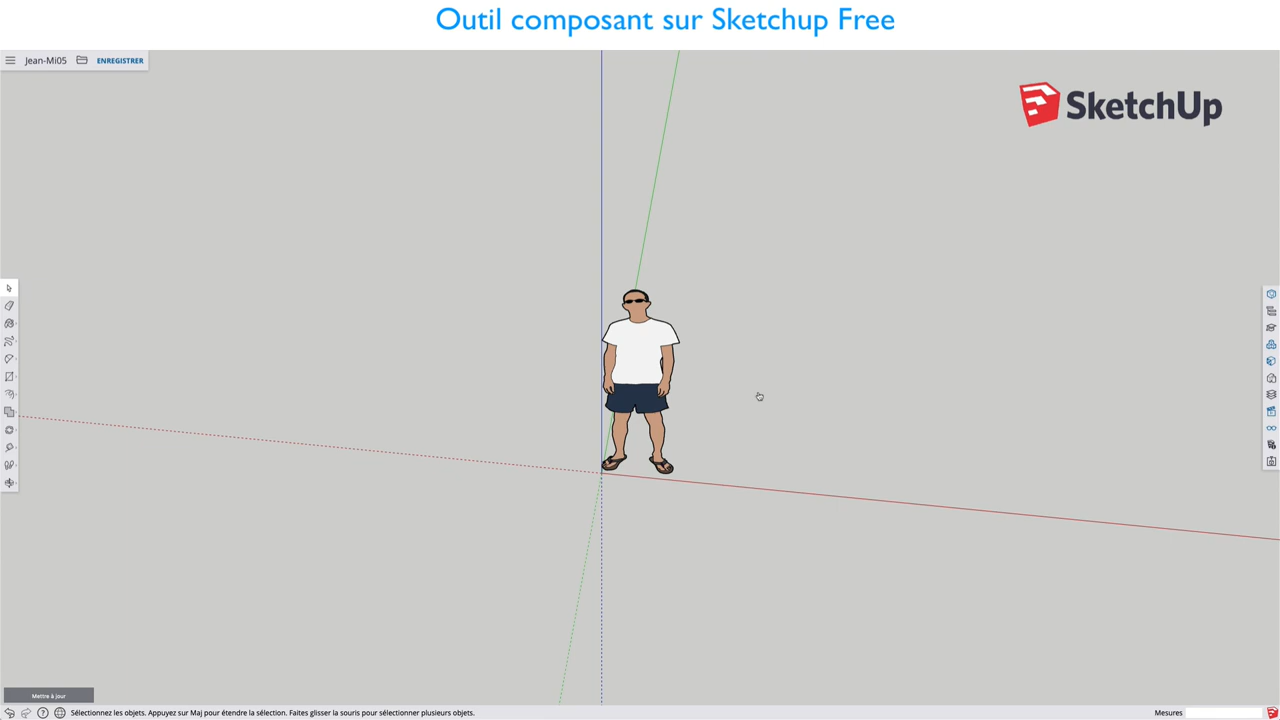 Outil composant sur Sketchup Free
Jean-Mi05 ENREGISTRER
SketchUp
Mettre à jour
Sélectionnez les objets. Appuyez sur Maj pour étendre la sélection. Faites glisser la souris pour sélectionner plusieurs objets. Mesures